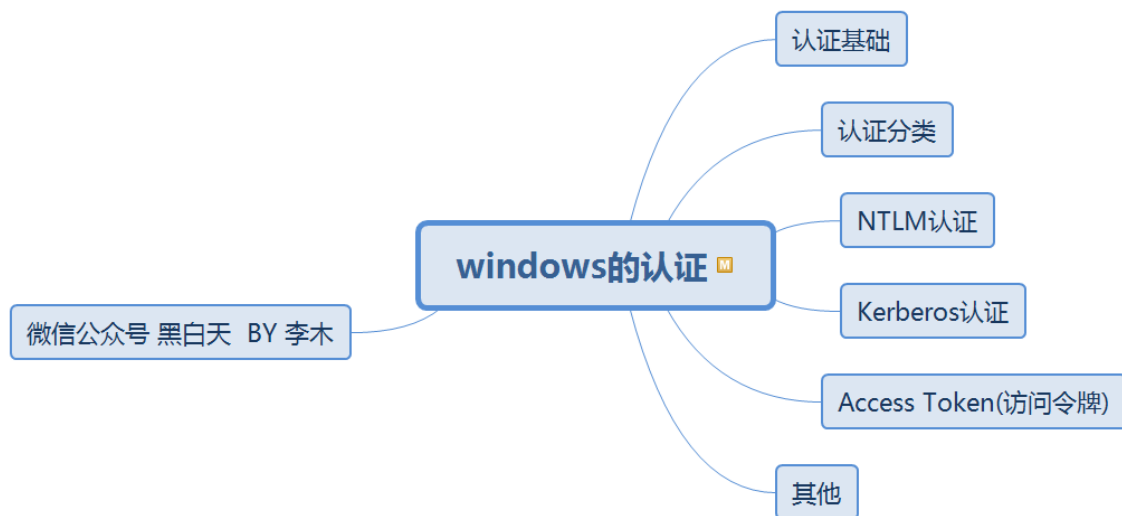 认证基础
认证分类
NTLM认证
windows的认证
M
Kerberos认证
微信公众号 黑白天 BY 李木
Access Token(访问令牌)
其他